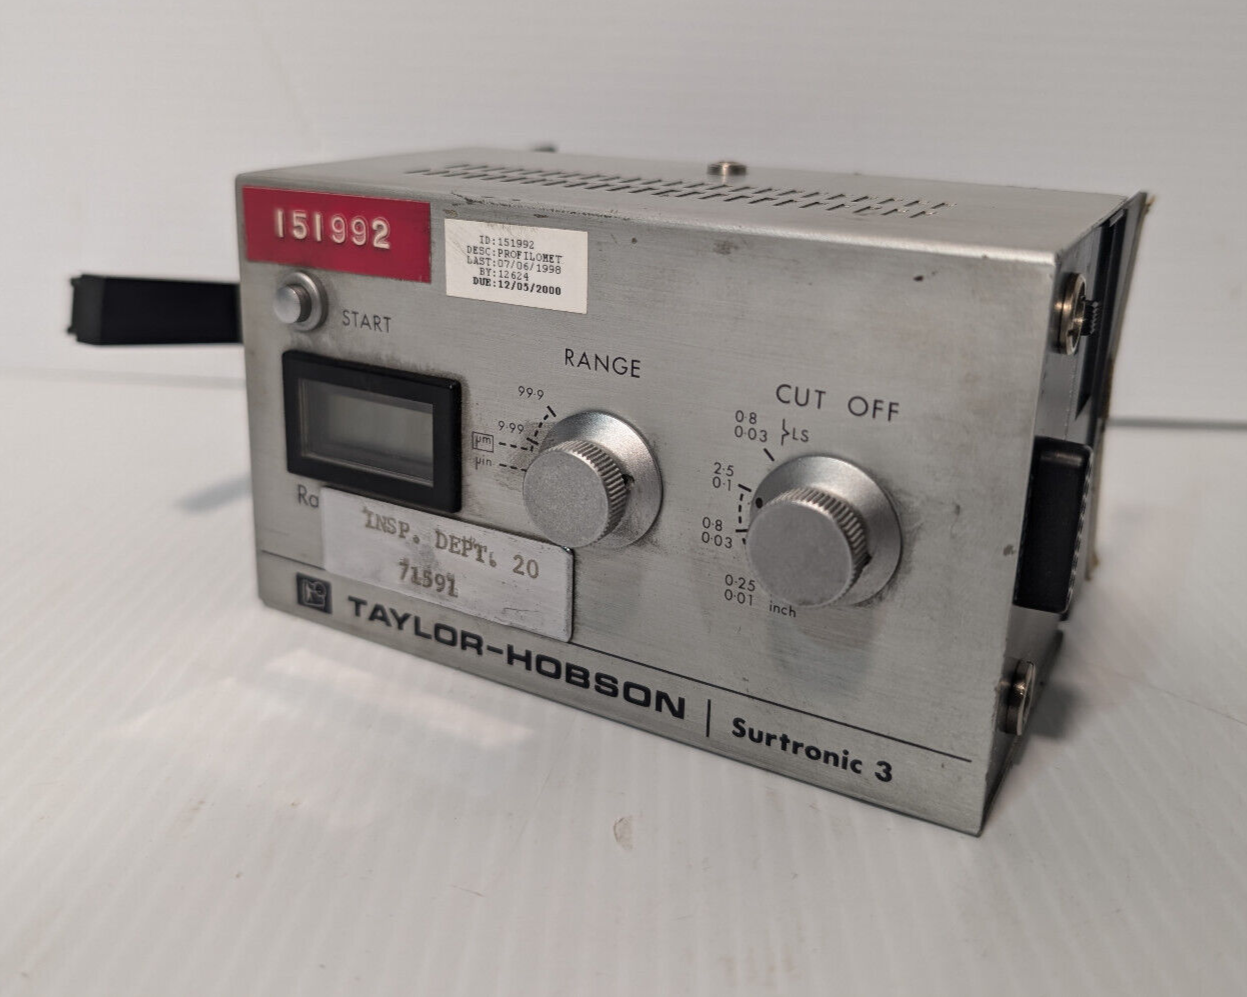 151992
ID:151992
DESC:PROFILOMET
LAST:07/06/1998
BY:12624
DUE:12/05/2000
START
RANGE
99·9
9·99
µm
µin
CUT OFF
0·8
0·03
LS
2·5
0·1
0·8
0·03
0·25
0·01 inch
Ra
INSP. DEPT. 20
71591
TAYLOR-HOBSON | Surtronic 3